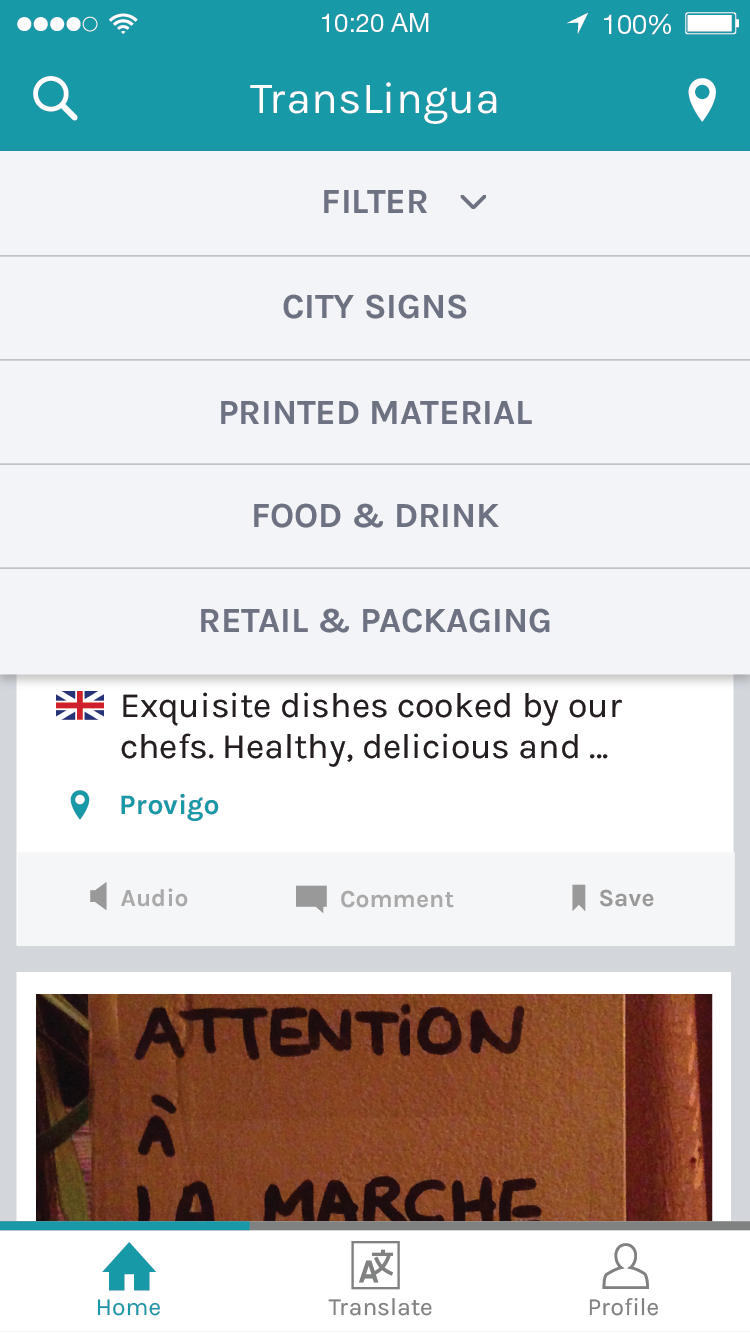 10:20 AM 100%
TransLingua
FILTER
CITY SIGNS
PRINTED MATERIAL
FOOD & DRINK
RETAIL & PACKAGING
Exquisite dishes cooked by our
chefs. Healthy, delicious and ...
Provigo
Audio Comment Save
ATTENTiON
À
LA MARCHE
Home Translate Profile